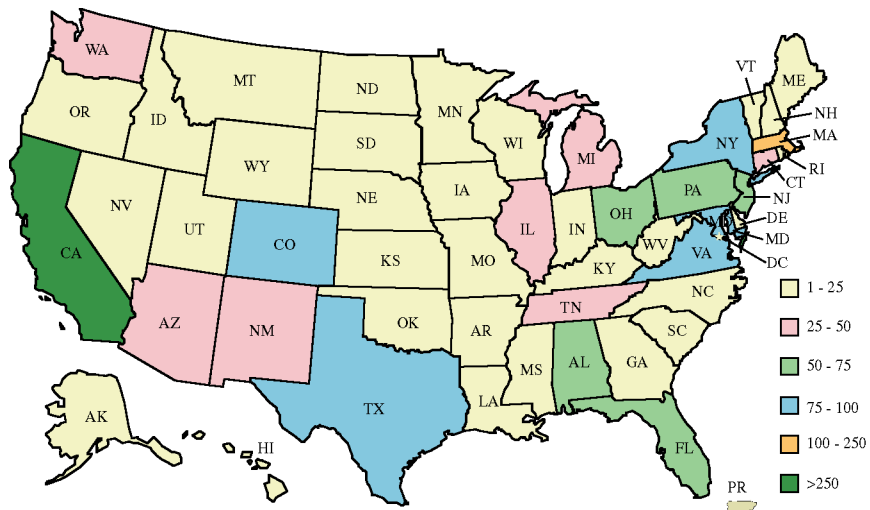 WA
MT
ND
MN
VT
ME
OR
ID
SD
WI
MI
NY
NH
MA
WY
RI
CT
NV
NE
IA
PA
NJ
UT
CO
IL
IN
OH
DE
CA
KS
MO
WV
VA
MD
KY
DC
NC
1 - 25
AZ
NM
OK
TN
AR
SC
25 - 50
MS
AL
GA
50 - 75
TX
LA
75 - 100
AK
HI
FL
100 - 250
PR
>250